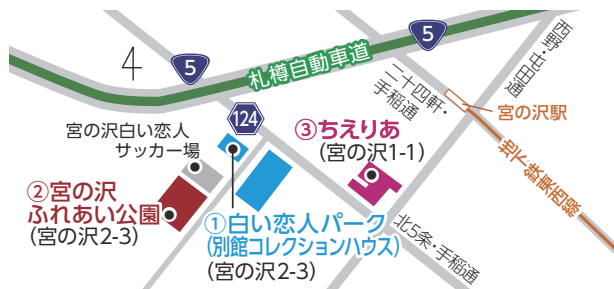 5
4
5
札樽自動車道
西野屯田通
二十四軒・
手稲通
宮の沢駅
124
宮の沢白い恋人
サッカー場
③ちえりあ
(宮の沢1-1)
地下鉄東西線
②宮の沢
ふれあい公園
(宮の沢2-3)
①白い恋人パーク
(別館コレクションハウス)
(宮の沢2-3)
北5条・手稲通